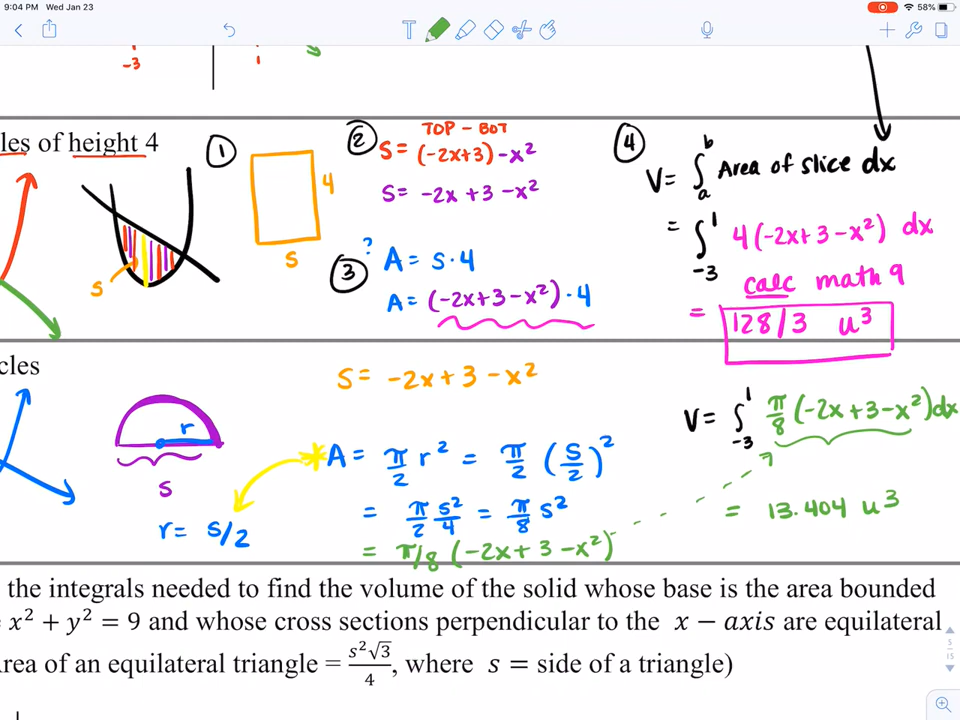 9:04 PM Wed Jan 23
58%
-3
1
les of height 4
①
4
s
s
②
TOP - BOT
S = (-2x+3) - x²
S = -2x + 3 - x²
?
③
A = s · 4
A = (-2x+3-x²) · 4
④
V = ∫ₐᵇ Area of slice dx
= ∫₋₃¹ 4(-2x+3-x²) dx
calc math 9
= 128/3 u³
cles
r
s
r = s/2
S = -2x + 3 - x²
A = π/2 r² = π/2 (s/2)²
= π/2 s²/4 = π/8 s²
= π/8 (-2x + 3 - x²)
V = ∫₋₃¹ π/8 (-2x+3-x²)dx
= 13.404 u³
the integrals needed to find the volume of the solid whose base is the area bounded
x² + y² = 9 and whose cross sections perpendicular to the x − axis are equilateral
rea of an equilateral triangle = s²√3/4, where s = side of a triangle)
5
15